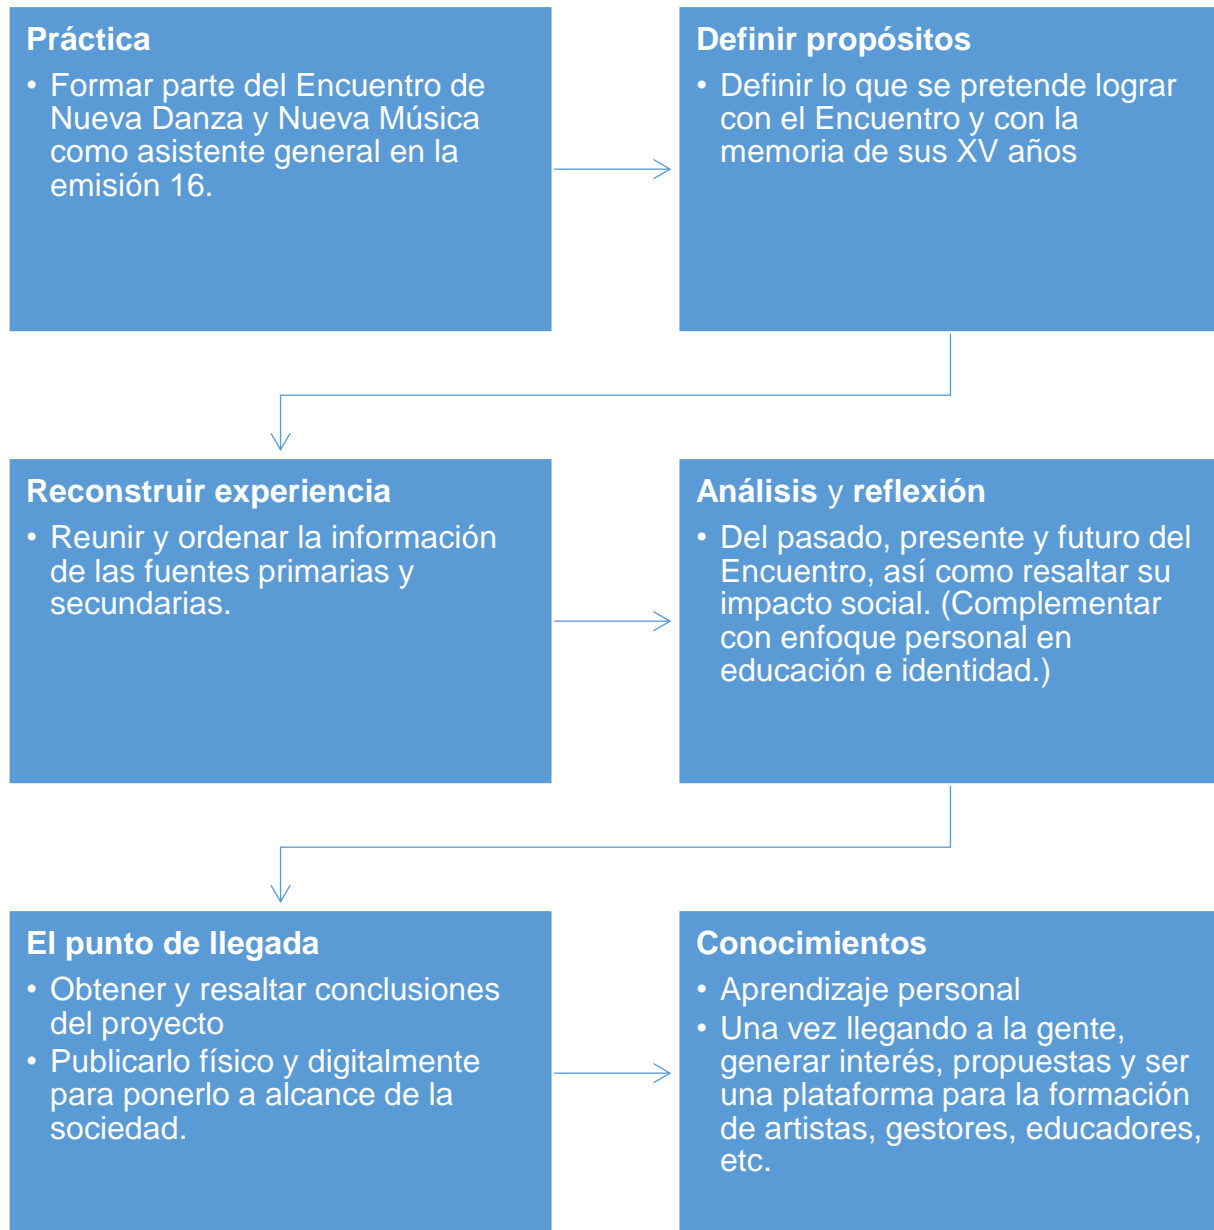 Práctica
• Formar parte del Encuentro de
Nueva Danza y Nueva Música
como asistente general en la
emisión 16.
Definir propósitos
• Definir lo que se pretende lograr
con el Encuentro y con la
memoria de sus XV años
Reconstruir experiencia
• Reunir y ordenar la información
de las fuentes primarias y
secundarias.
Análisis y reflexión
• Del pasado, presente y futuro del
Encuentro, así como resaltar su
impacto social. (Complementar
con enfoque personal en
educación e identidad.)
El punto de llegada
• Obtener y resaltar conclusiones
del proyecto
• Publicarlo físico y digitalmente
para ponerlo a alcance de la
sociedad.
Conocimientos
• Aprendizaje personal
• Una vez llegando a la gente,
generar interés, propuestas y ser
una plataforma para la formación
de artistas, gestores, educadores,
etc.